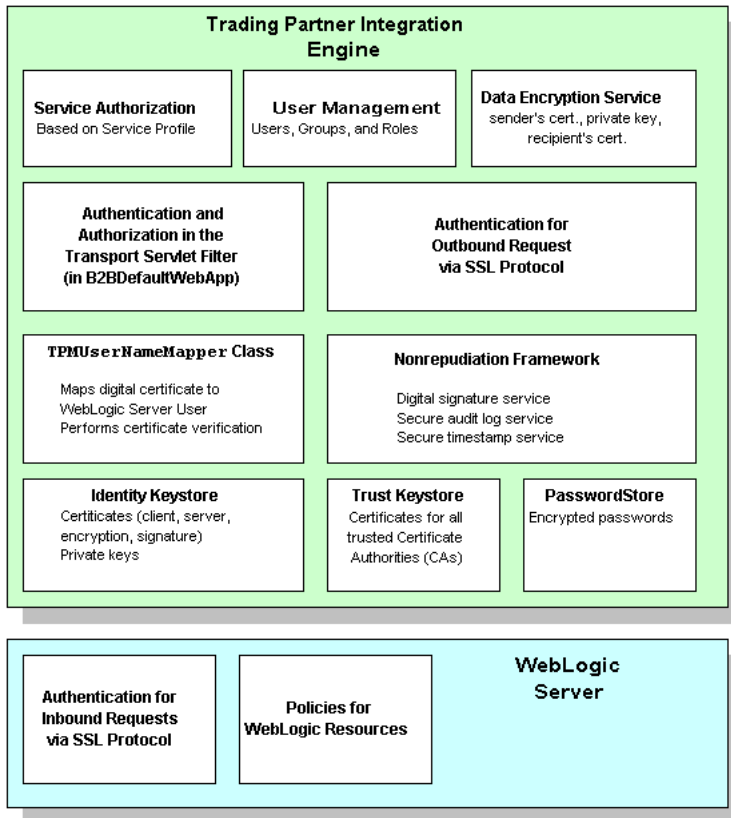 Trading Partner Integration
Engine
Service Authorization
Based on Service Profile
User Management
Users, Groups, and Roles
Data Encryption Service
sender's cert., private key,
recipient's cert.
Authentication and
Authorization in the
Transport Servlet Filter
(in B2BDefaultWebApp)
Authentication for
Outbound Request
via SSL Protocol
TPMUserNameMapper Class
Maps digital certificate to
WebLogic Server User
Performs certificate verification
Nonrepudiation Framework
Digital signature service
Secure audit log service
Secure timestamp service
Identity Keystore
Certiticates (client, server,
encryption, signature)
Private keys
Trust Keystore
Certificates for all
trusted Certificate
Authorities (CAs)
PasswordStore
Encrypted passwords
WebLogic
Server
Authentication for
Inbound Requests
via SSL Protocol
Policies for
WebLogic Resources